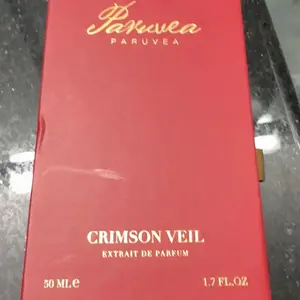 Paruvea
PARUVEA
CRIMSON VEIL
EXTRAIT DE PARFUM
50 ML e 1.7 FL.OZ